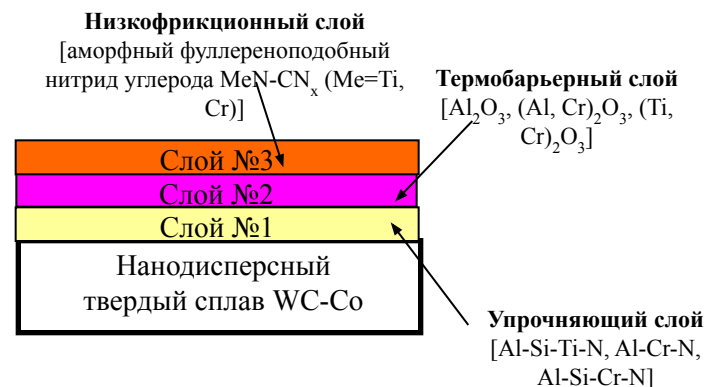 Низкофрикционный слой
[аморфный фуллереноподобный
нитрид углерода MeN-CNx (Me=Ti,
Cr)]
Термобарьерный слой
[Al2O3, (Al, Cr)2O3, (Ti,
Cr)2O3]
Слой №3
Слой №2
Слой №1
Нанодисперсный
твердый сплав WC-Co
Упрочняющий слой
[Al-Si-Ti-N, Al-Cr-N,
Al-Si-Cr-N]